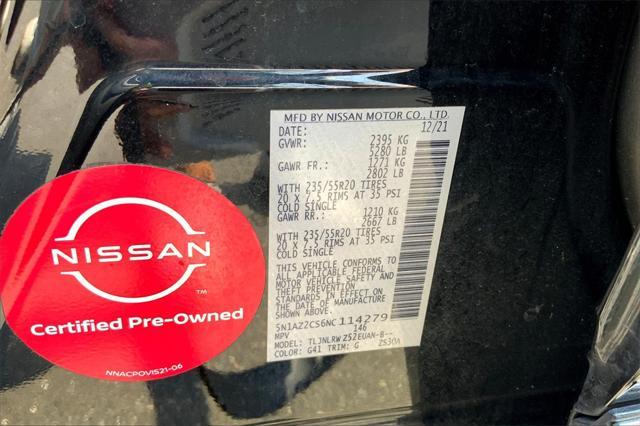 MFD BY NISSAN MOTOR CO., LTD.
DATE: 12/21
GVWR: 2395 KG
5280 LB
GAWR FR.: 1271 KG
2802 LB
WITH 235/55R20 TIRES
20 X 7.5 RIMS AT 35 PSI
COLD SINGLE
GAWR RR.: 1210 KG
2667 LB
WITH 235/55R20 TIRES
20 X 7.5 RIMS AT 35 PSI
COLD SINGLE
THIS VEHICLE CONFORMS TO
ALL APPLICABLE FEDERAL
MOTOR VEHICLE SAFETY AND
THEFT PREVENTION
STANDARDS IN EFFECT ON
THE DATE OF MANUFACTURE
SHOWN ABOVE.
5N1AZ2CS6NC114279
MPV 146
MODEL: TLJNLRWZ52EUAN-B--
COLOR: G41 TRIM: G Z530A
NISSAN
TM
Certified Pre-Owned
NNACPOVIS21-06